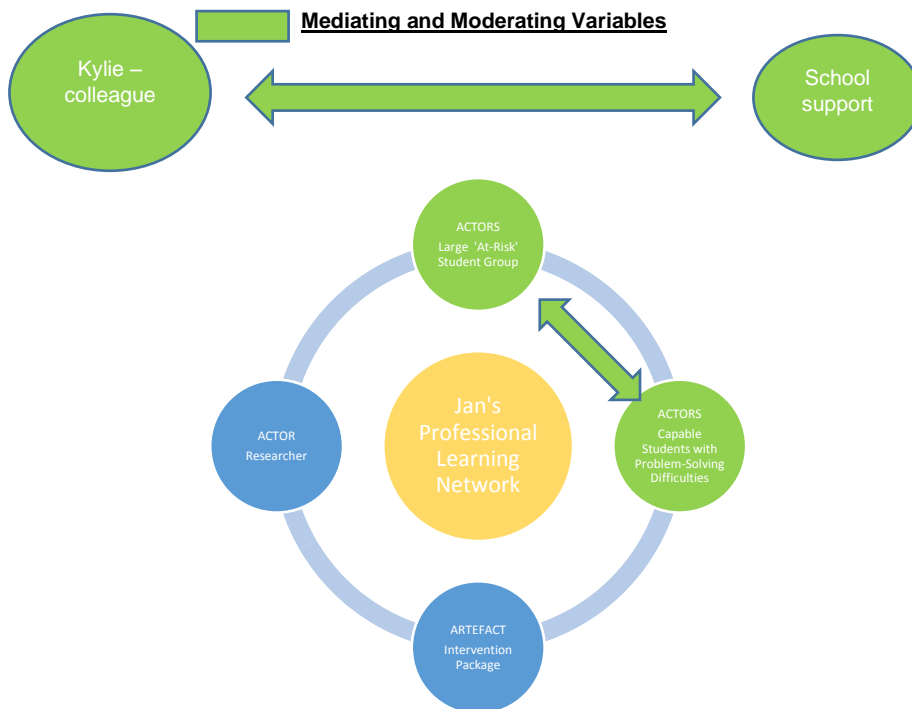 Mediating and Moderating Variables
Kylie –
colleague
School
support
ACTORS
Large 'At-Risk'
Student Group
ACTOR
Researcher
Jan's
Professional
Learning
Network
ACTORS
Capable
Students with
Problem-Solving
Difficulties
ARTEFACT
Intervention
Package